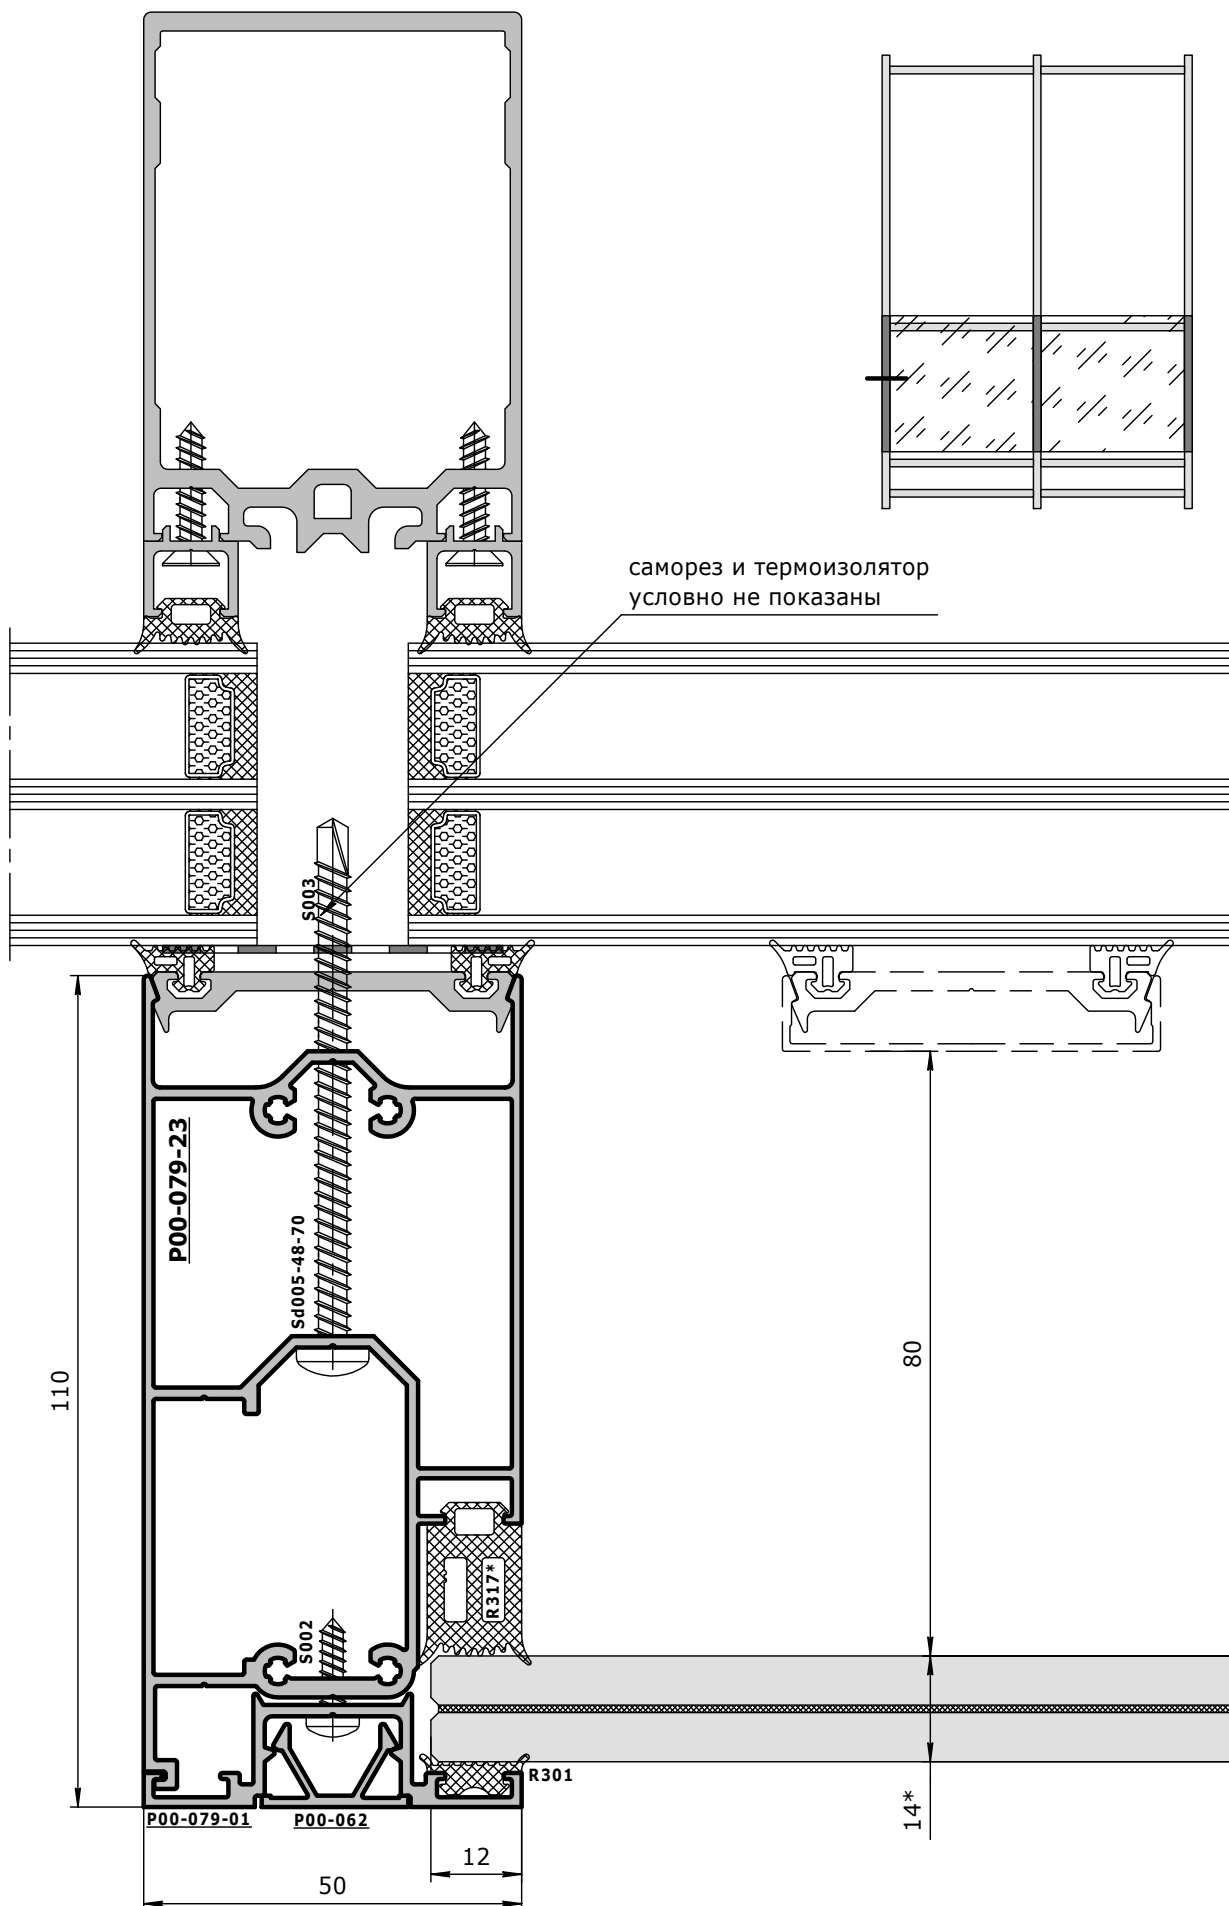 саморез и термоизолятор
условно не показаны
S003
P00-079-23
Sd005-48-70
110
80
R317*
S002
R301
14*
P00-079-01
P00-062
12
50